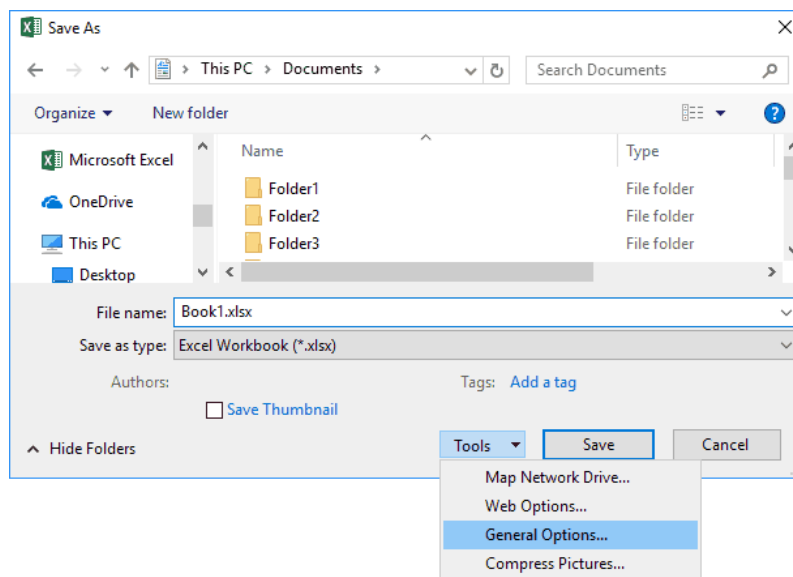 Save As
This PC > Documents >
Search Documents
Organize
New folder
?
Name
Type
Microsoft Excel
OneDrive
This PC
Desktop
Folder1
File folder
Folder2
File folder
Folder3
File folder
File name: Book1.xlsx
Save as type: Excel Workbook (*.xlsx)
Authors:
Tags: Add a tag
Save Thumbnail
Hide Folders
Tools
Save
Cancel
Map Network Drive...
Web Options...
General Options...
Compress Pictures...